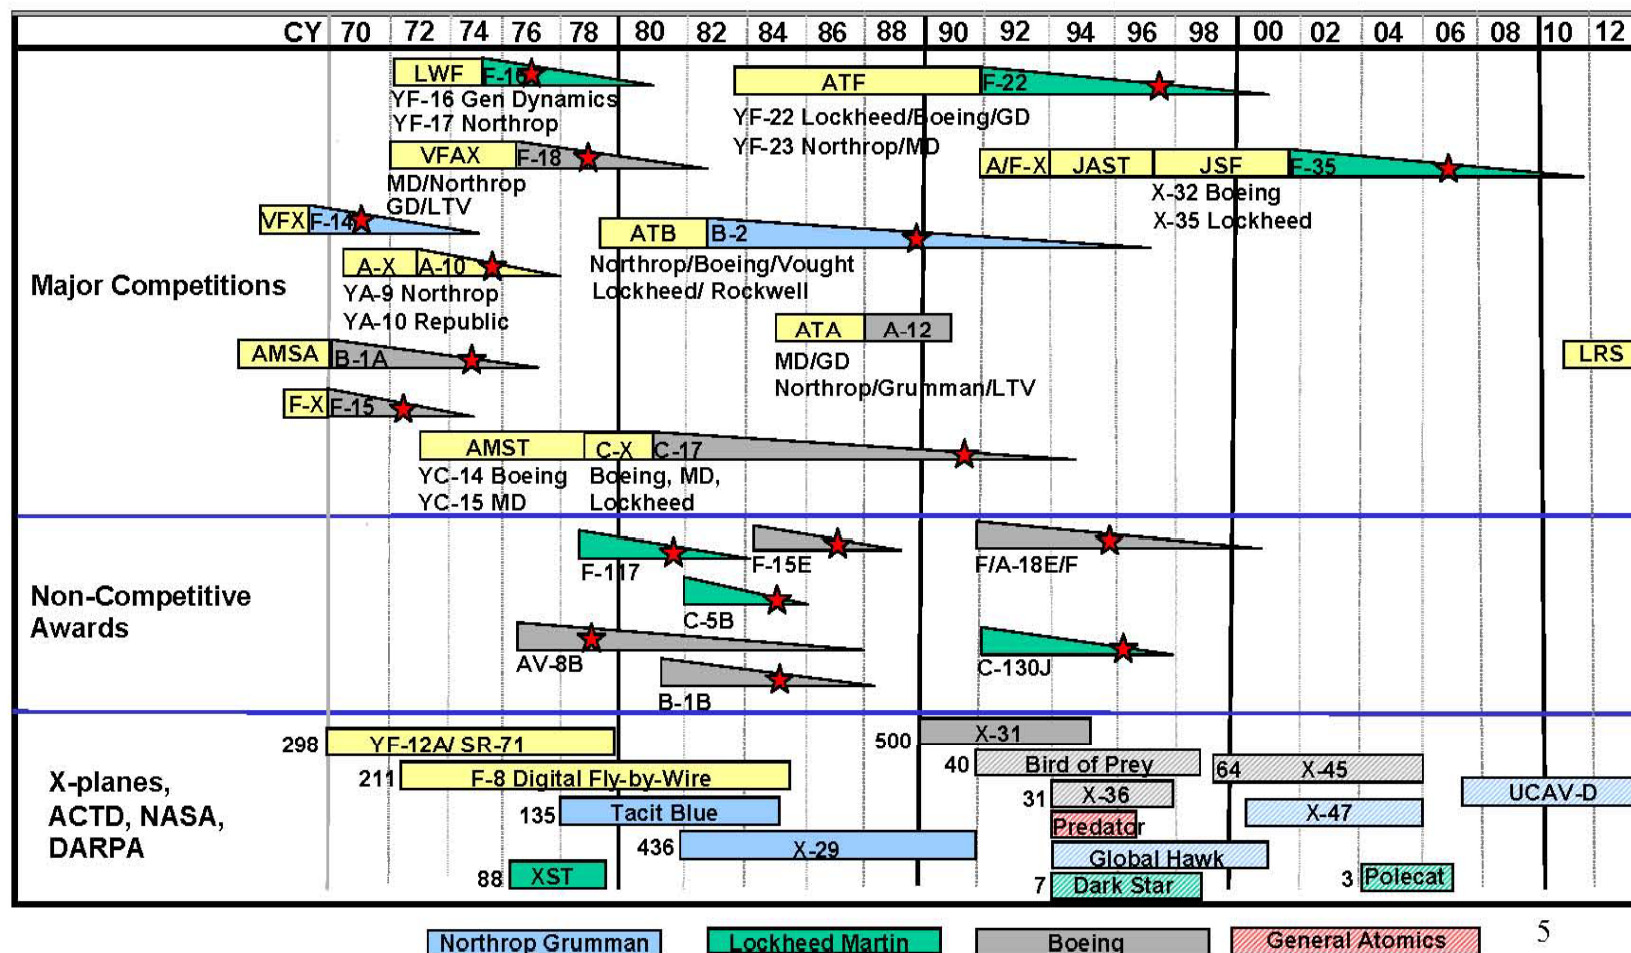 CY 70 72 74 76 78 80 82 84 86 88 90 92 94 96 98 00 02 04 06 08 10 12
Major Competitions
LWF F-16
YF-16 Gen Dynamics
YF-17 Northrop
VFAX F-18
MD/Northrop
GD/LTV
VFX F-14
A-X A-10
YA-9 Northrop
YA-10 Republic
AMSA B-1A
F-X F-15
AMST C-X C-17
YC-14 Boeing
YC-15 MD
Boeing, MD,
Lockheed
ATF F-22
YF-22 Lockheed/Boeing/GD
YF-23 Northrop/MD
A/F-X JAST JSF F-35
X-32 Boeing
X-35 Lockheed
ATB B-2
Northrop/Boeing/Vought
Lockheed/ Rockwell
ATA A-12
MD/GD
Northrop/Grumman/LTV
LRS
Non-Competitive
Awards
F-117
F-15E
F/A-18E/F
C-5B
AV-8B
C-130J
B-1B
X-planes,
ACTD, NASA,
DARPA
298 YF-12A/ SR-71
500 X-31
211 F-8 Digital Fly-by-Wire
40 Bird of Prey
64 X-45
135 Tacit Blue
31 X-36
X-47
UCAV-D
Predator
436 X-29
Global Hawk
88 XST
7 Dark Star
3 Polecat
Northrop Grumman
Lockheed Martin
Boeing
General Atomics
5